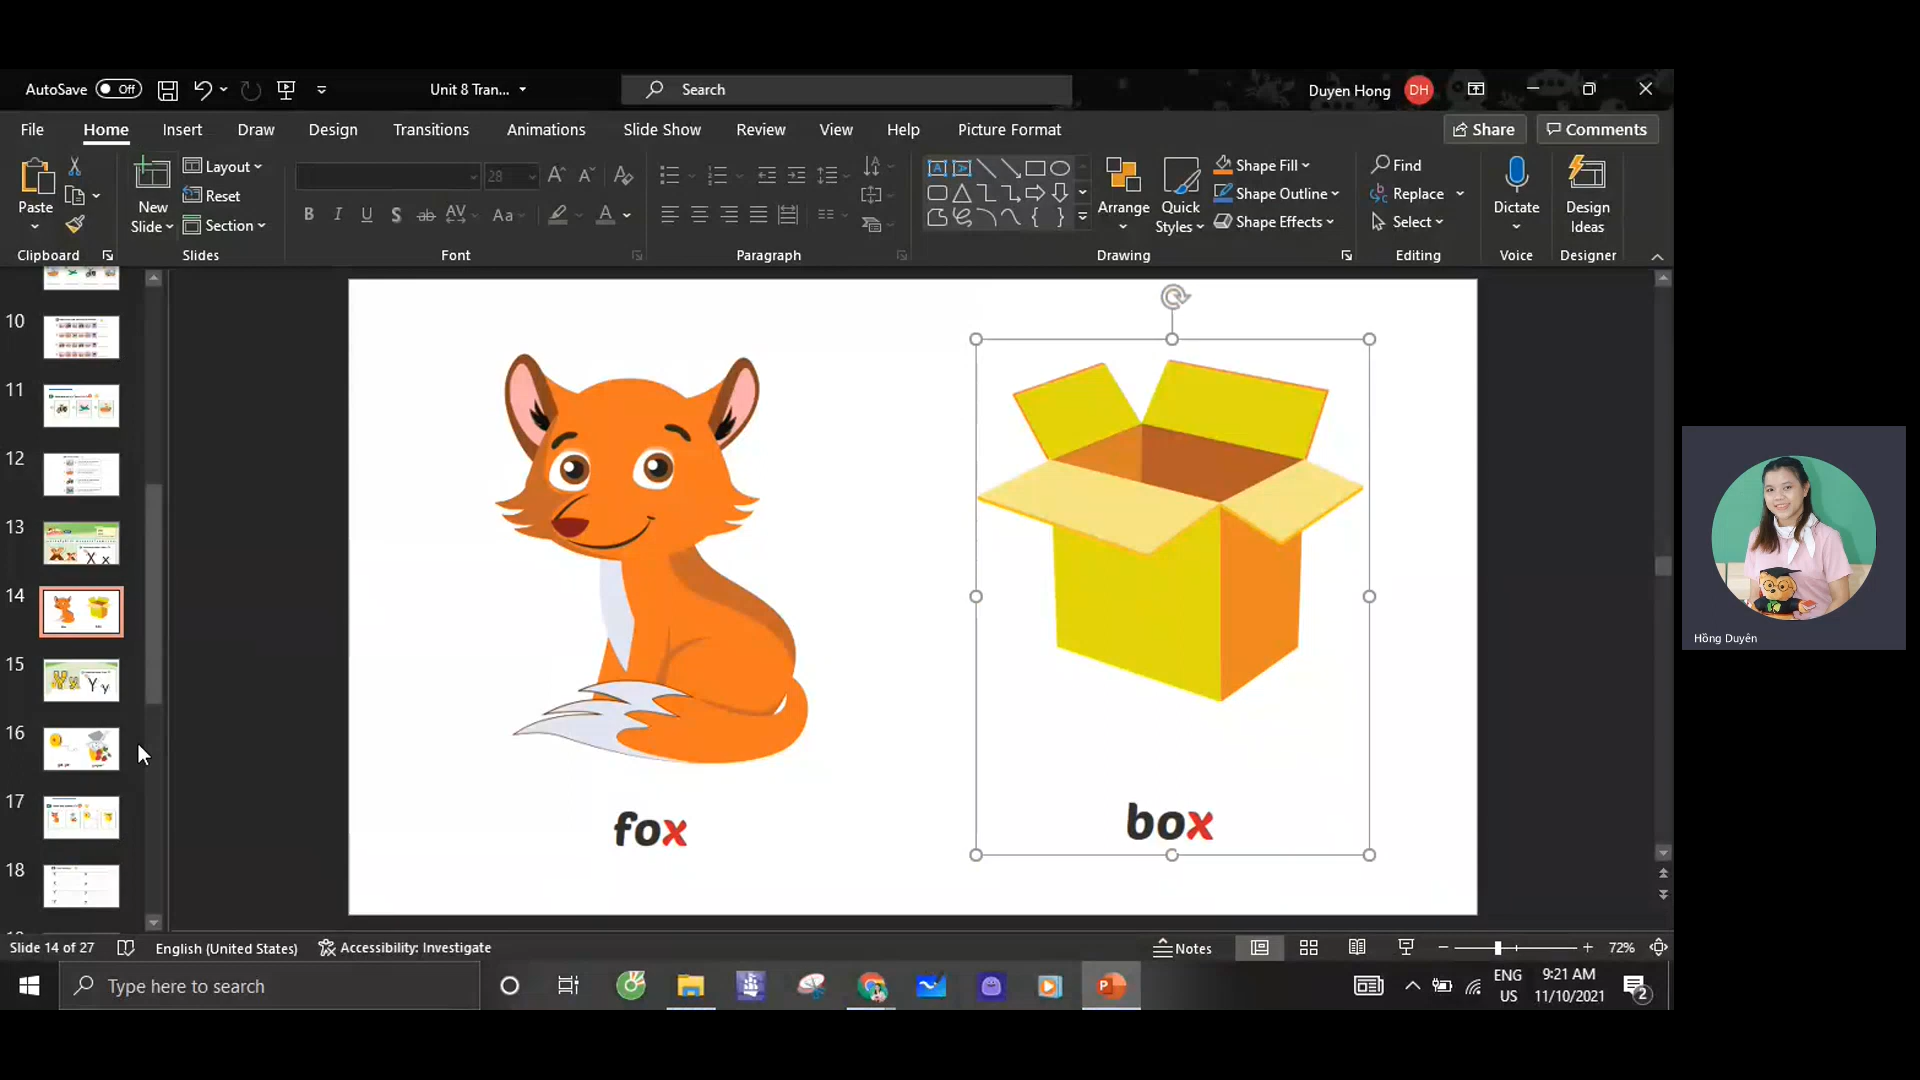 AutoSave Off Unit 8 Tran... Search Duyen Hong DH
File Home Insert Draw Design Transitions Animations Slide Show Review View Help Picture Format Share Comments
Paste
New
Slide
Layout
Reset
Section
28
Shape Fill
Shape Outline
Shape Effects
Arrange
Quick
Styles
Find
Replace
Select
Dictate
Design
Ideas
Clipboard Slides Font Paragraph Drawing Editing Voice Designer
10
11
12
13
X x
14
15
Y y
16
17
18
fox
box
Hồng Duyên
Slide 14 of 27 English (United States) Accessibility: Investigate Notes 72%
Type here to search
ENG
US
9:21 AM
11/10/2021
2